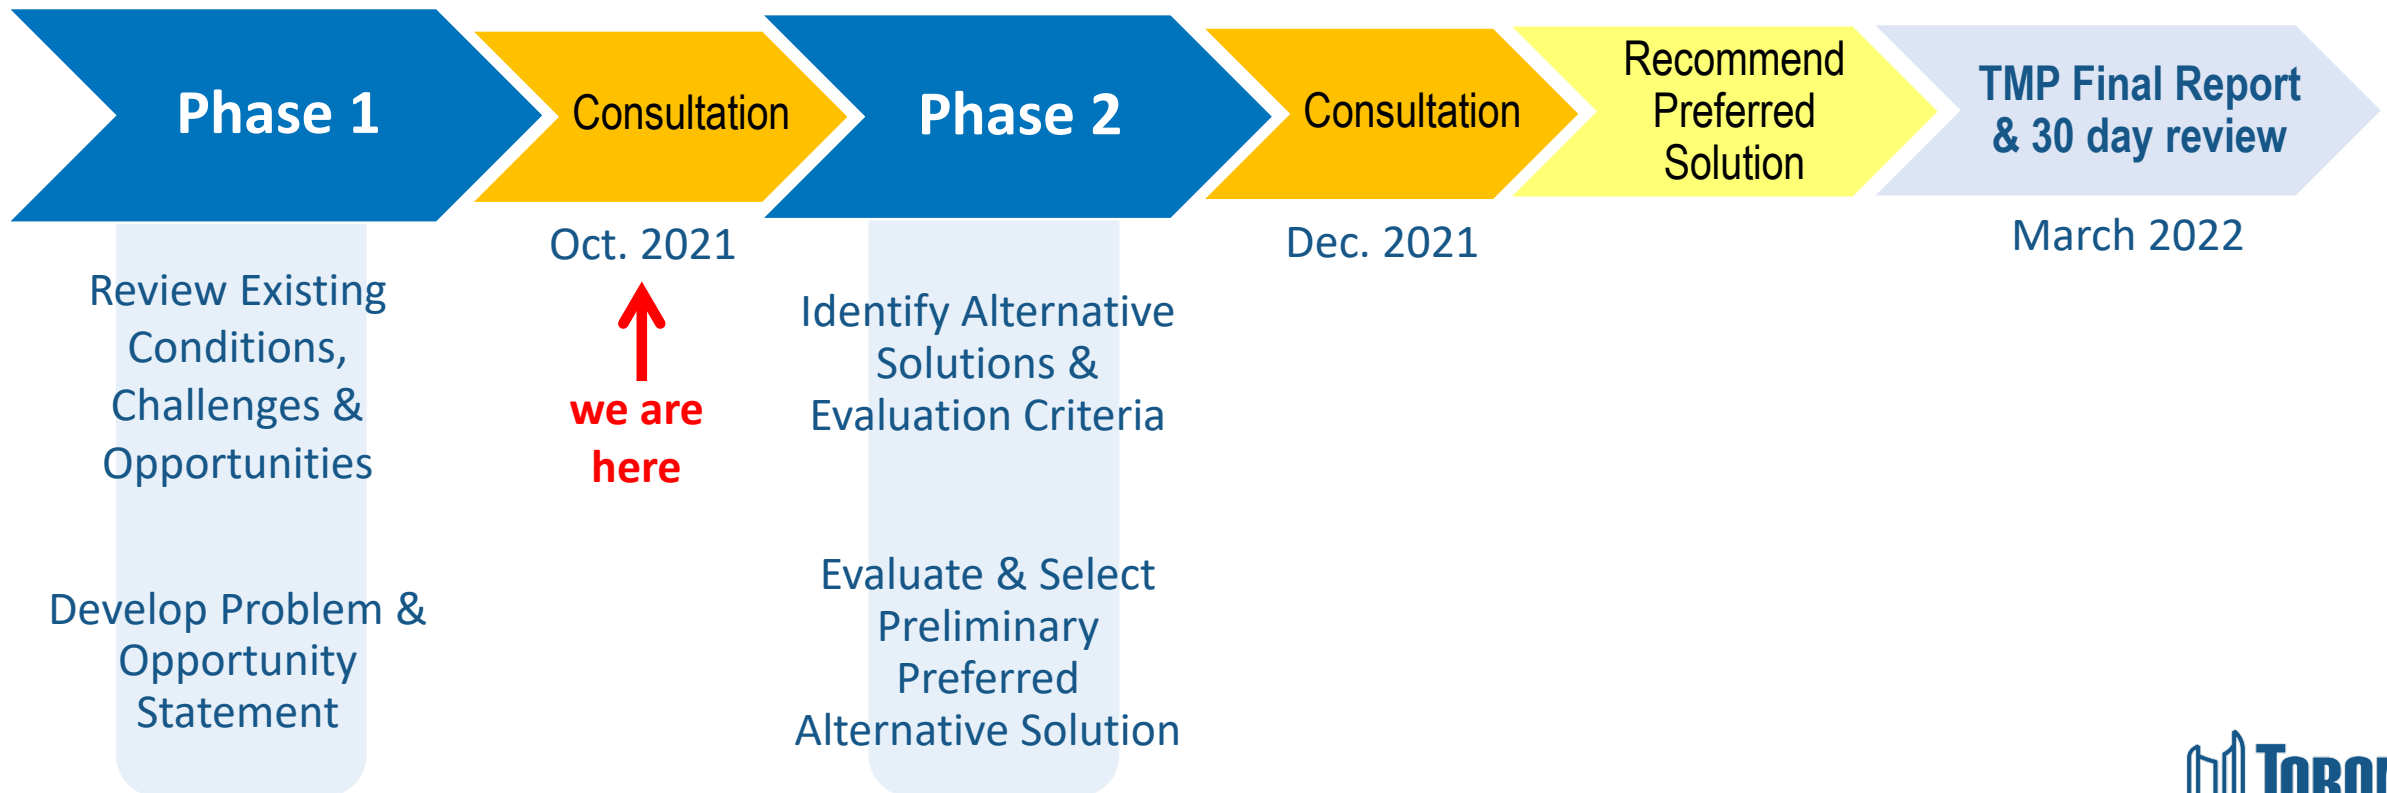 Phase 1
Consultation
Phase 2
Consultation
Recommend
Preferred
Solution
TMP Final Report
& 30 day review
Review Existing
Conditions,
Challenges &
Opportunities
Develop Problem &
Opportunity
Statement
Oct. 2021
we are
here
Identify Alternative
Solutions &
Evaluation Criteria
Evaluate & Select
Preliminary
Preferred
Alternative Solution
Dec. 2021
March 2022